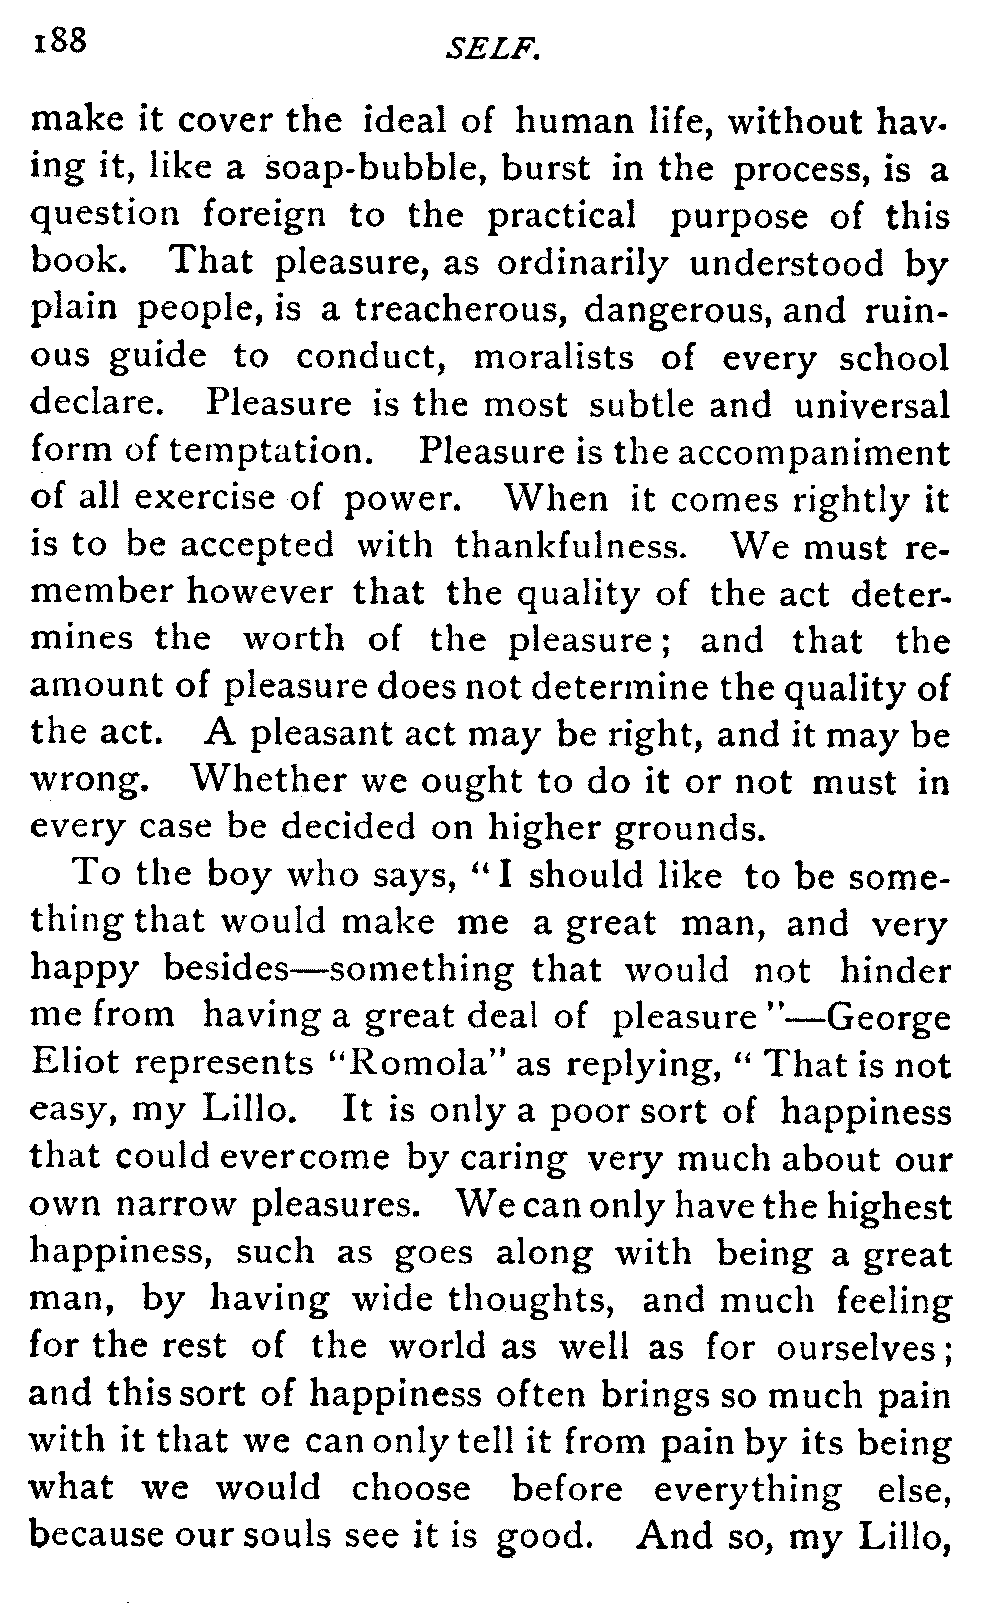 188
SELF.
make it cover the ideal of human life, without hav-
ing it, like a soap-bubble, burst in the process, is a
question foreign to the practical purpose of this
book. That pleasure, as ordinarily understood by
plain people, is a treacherous, dangerous, and ruin-
ous guide to conduct, moralists of every school
declare. Pleasure is the most subtle and universal
form of temptation. Pleasure is the accompaniment
of all exercise of power. When it comes rightly it
is to be accepted with thankfulness. We must re-
member however that the quality of the act deter-
mines the worth of the pleasure; and that the
amount of pleasure does not determine the quality of
the act. A pleasant act may be right, and it may be
wrong. Whether we ought to do it or not must in
every case be decided on higher grounds.
To the boy who says, "I should like to be some-
thing that would make me a great man, and very
happy besides—something that would not hinder
me from having a great deal of pleasure"—George
Eliot represents "Romola" as replying, "That is not
easy, my Lillo. It is only a poor sort of happiness
that could ever come by caring very much about our
own narrow pleasures. We can only have the highest
happiness, such as goes along with being a great
man, by having wide thoughts, and much feeling
for the rest of the world as well as for ourselves;
and this sort of happiness often brings so much pain
with it that we can only tell it from pain by its being
what we would choose before everything else,
because our souls see it is good. And so, my Lillo,